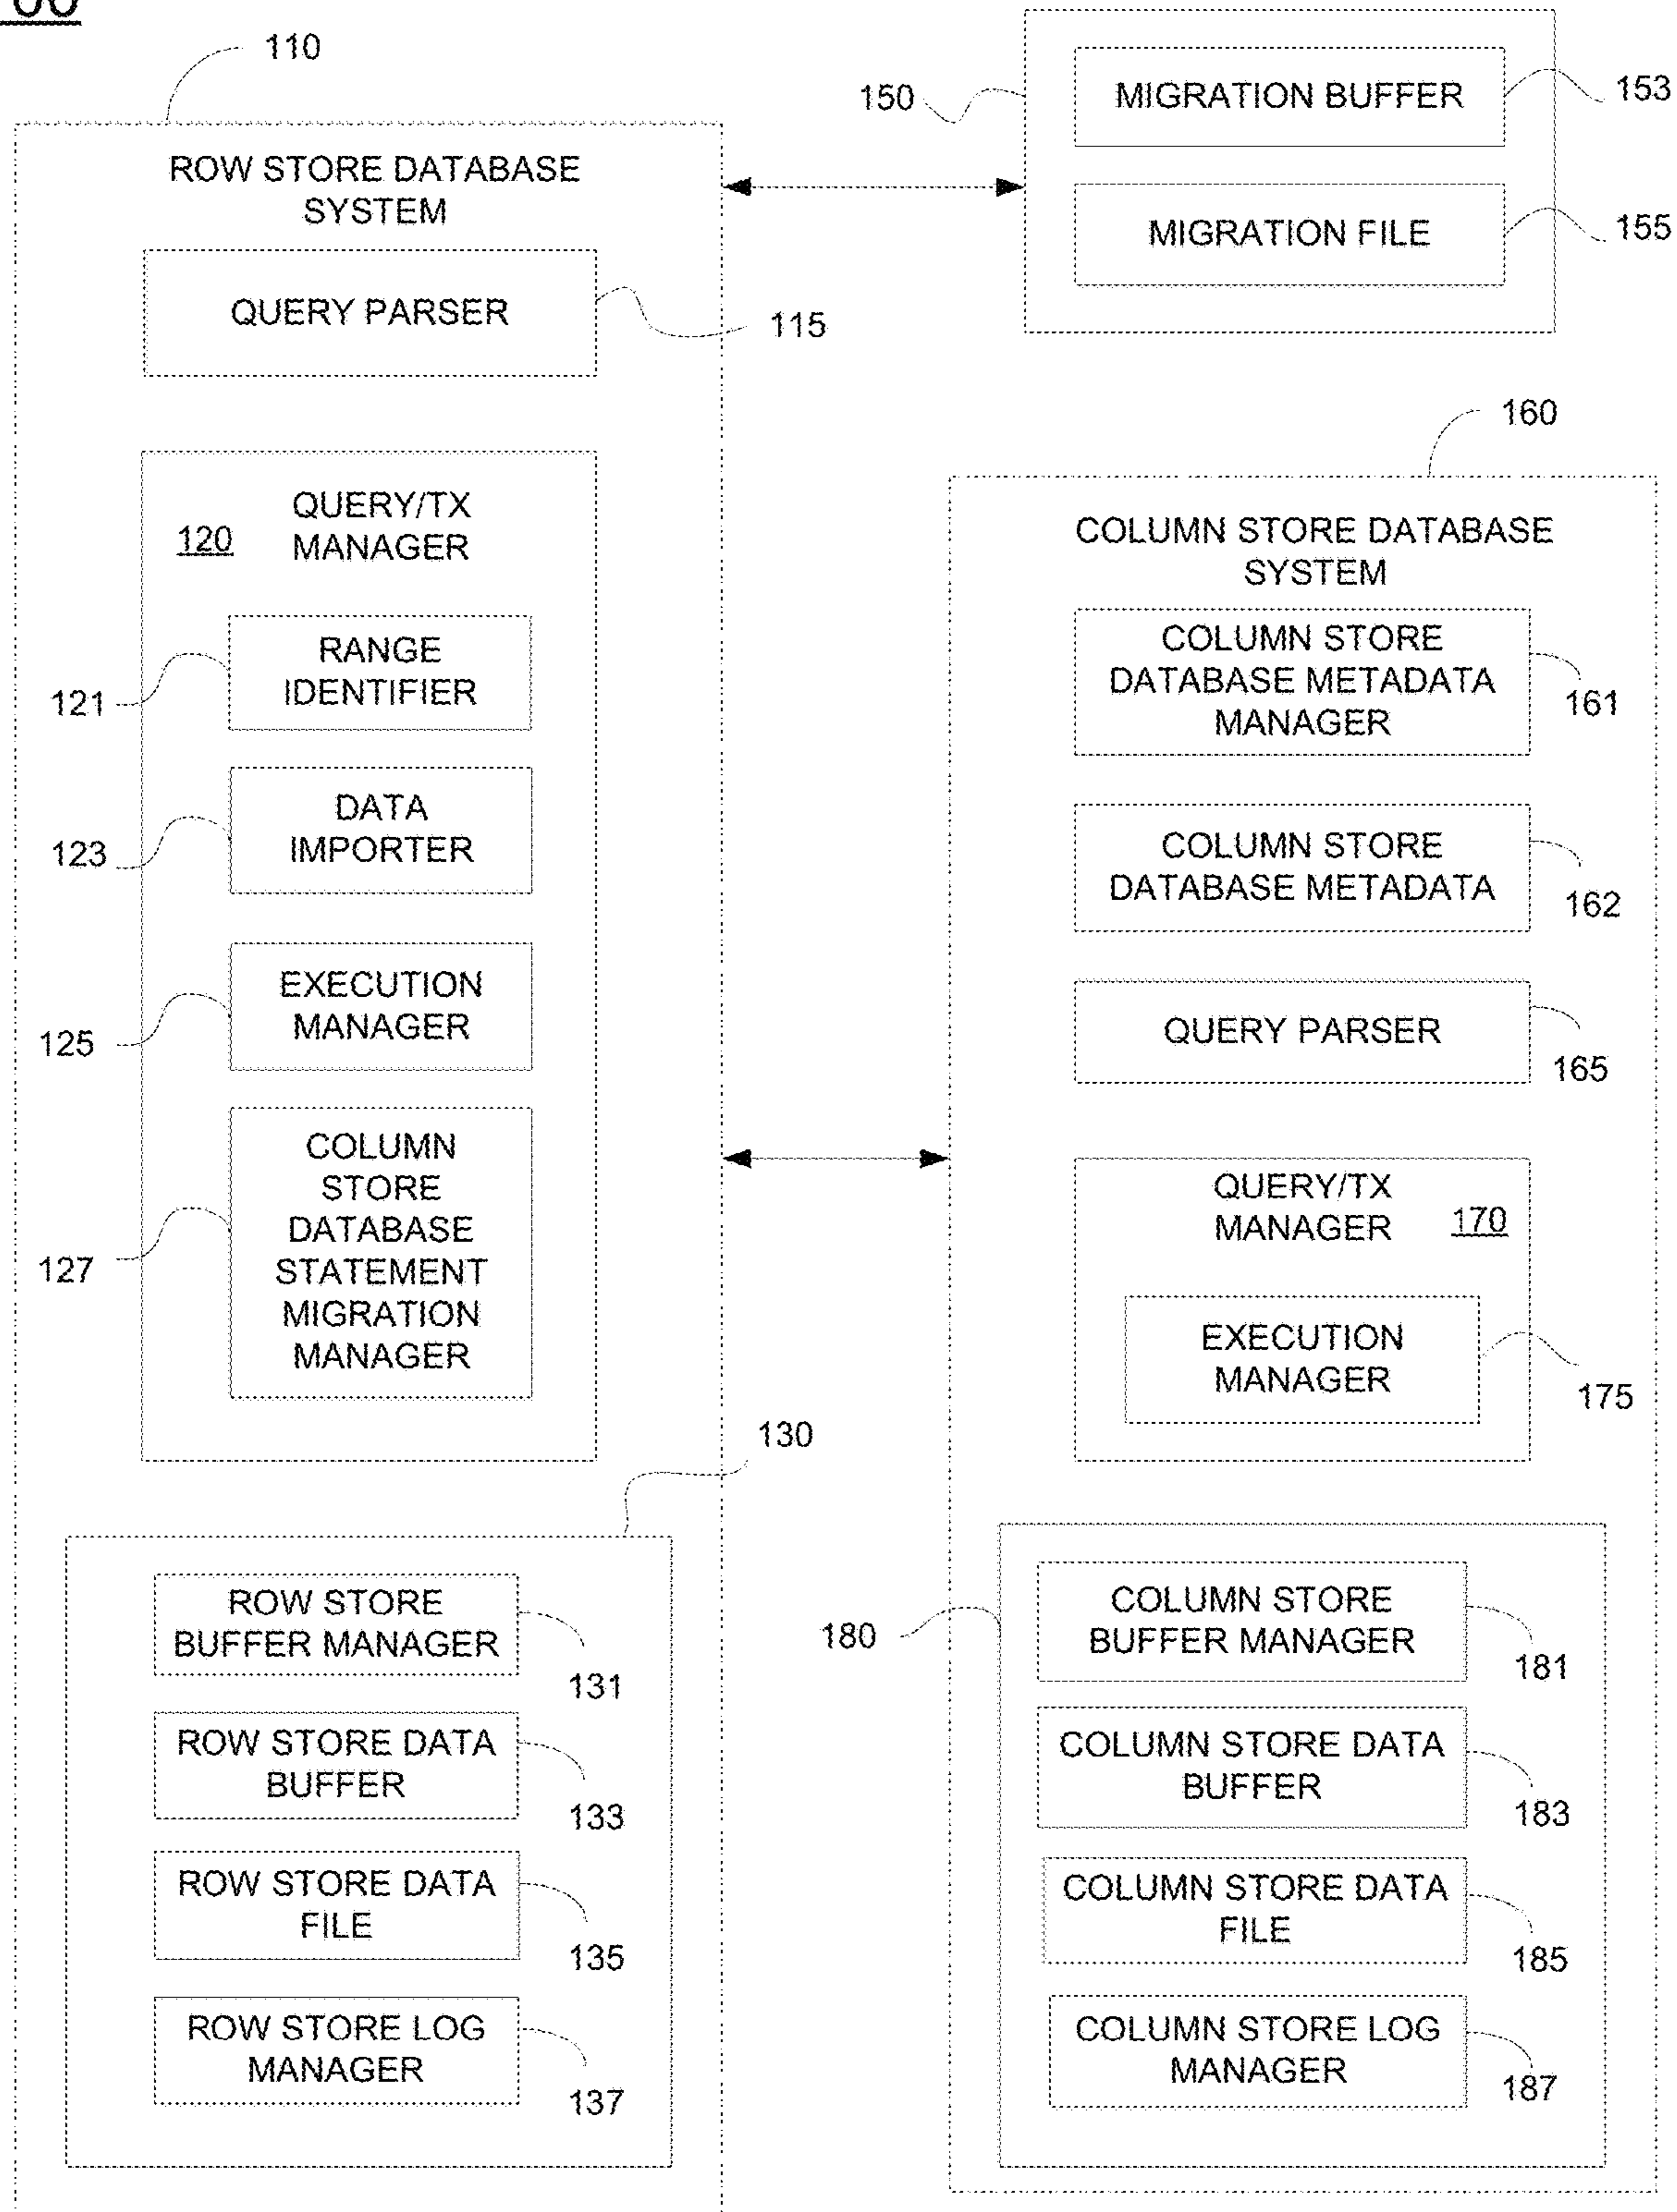 110
ROW STORE DATABASE
SYSTEM
QUERY PARSER
115
120
QUERY/TX
MANAGER
RANGE
IDENTIFIER
121
DATA
IMPORTER
123
EXECUTION
MANAGER
125
COLUMN
STORE
DATABASE
STATEMENT
MIGRATION
MANAGER
127
130
ROW STORE
BUFFER MANAGER
131
ROW STORE DATA
BUFFER
133
ROW STORE DATA
FILE
135
ROW STORE LOG
MANAGER
137
150
MIGRATION BUFFER
153
MIGRATION FILE
155
160
COLUMN STORE DATABASE
SYSTEM
COLUMN STORE
DATABASE METADATA
MANAGER
161
COLUMN STORE
DATABASE METADATA
162
QUERY PARSER
165
QUERY/TX
MANAGER
170
EXECUTION
MANAGER
175
180
COLUMN STORE
BUFFER MANAGER
181
COLUMN STORE DATA
BUFFER
183
COLUMN STORE DATA
FILE
185
COLUMN STORE LOG
MANAGER
187